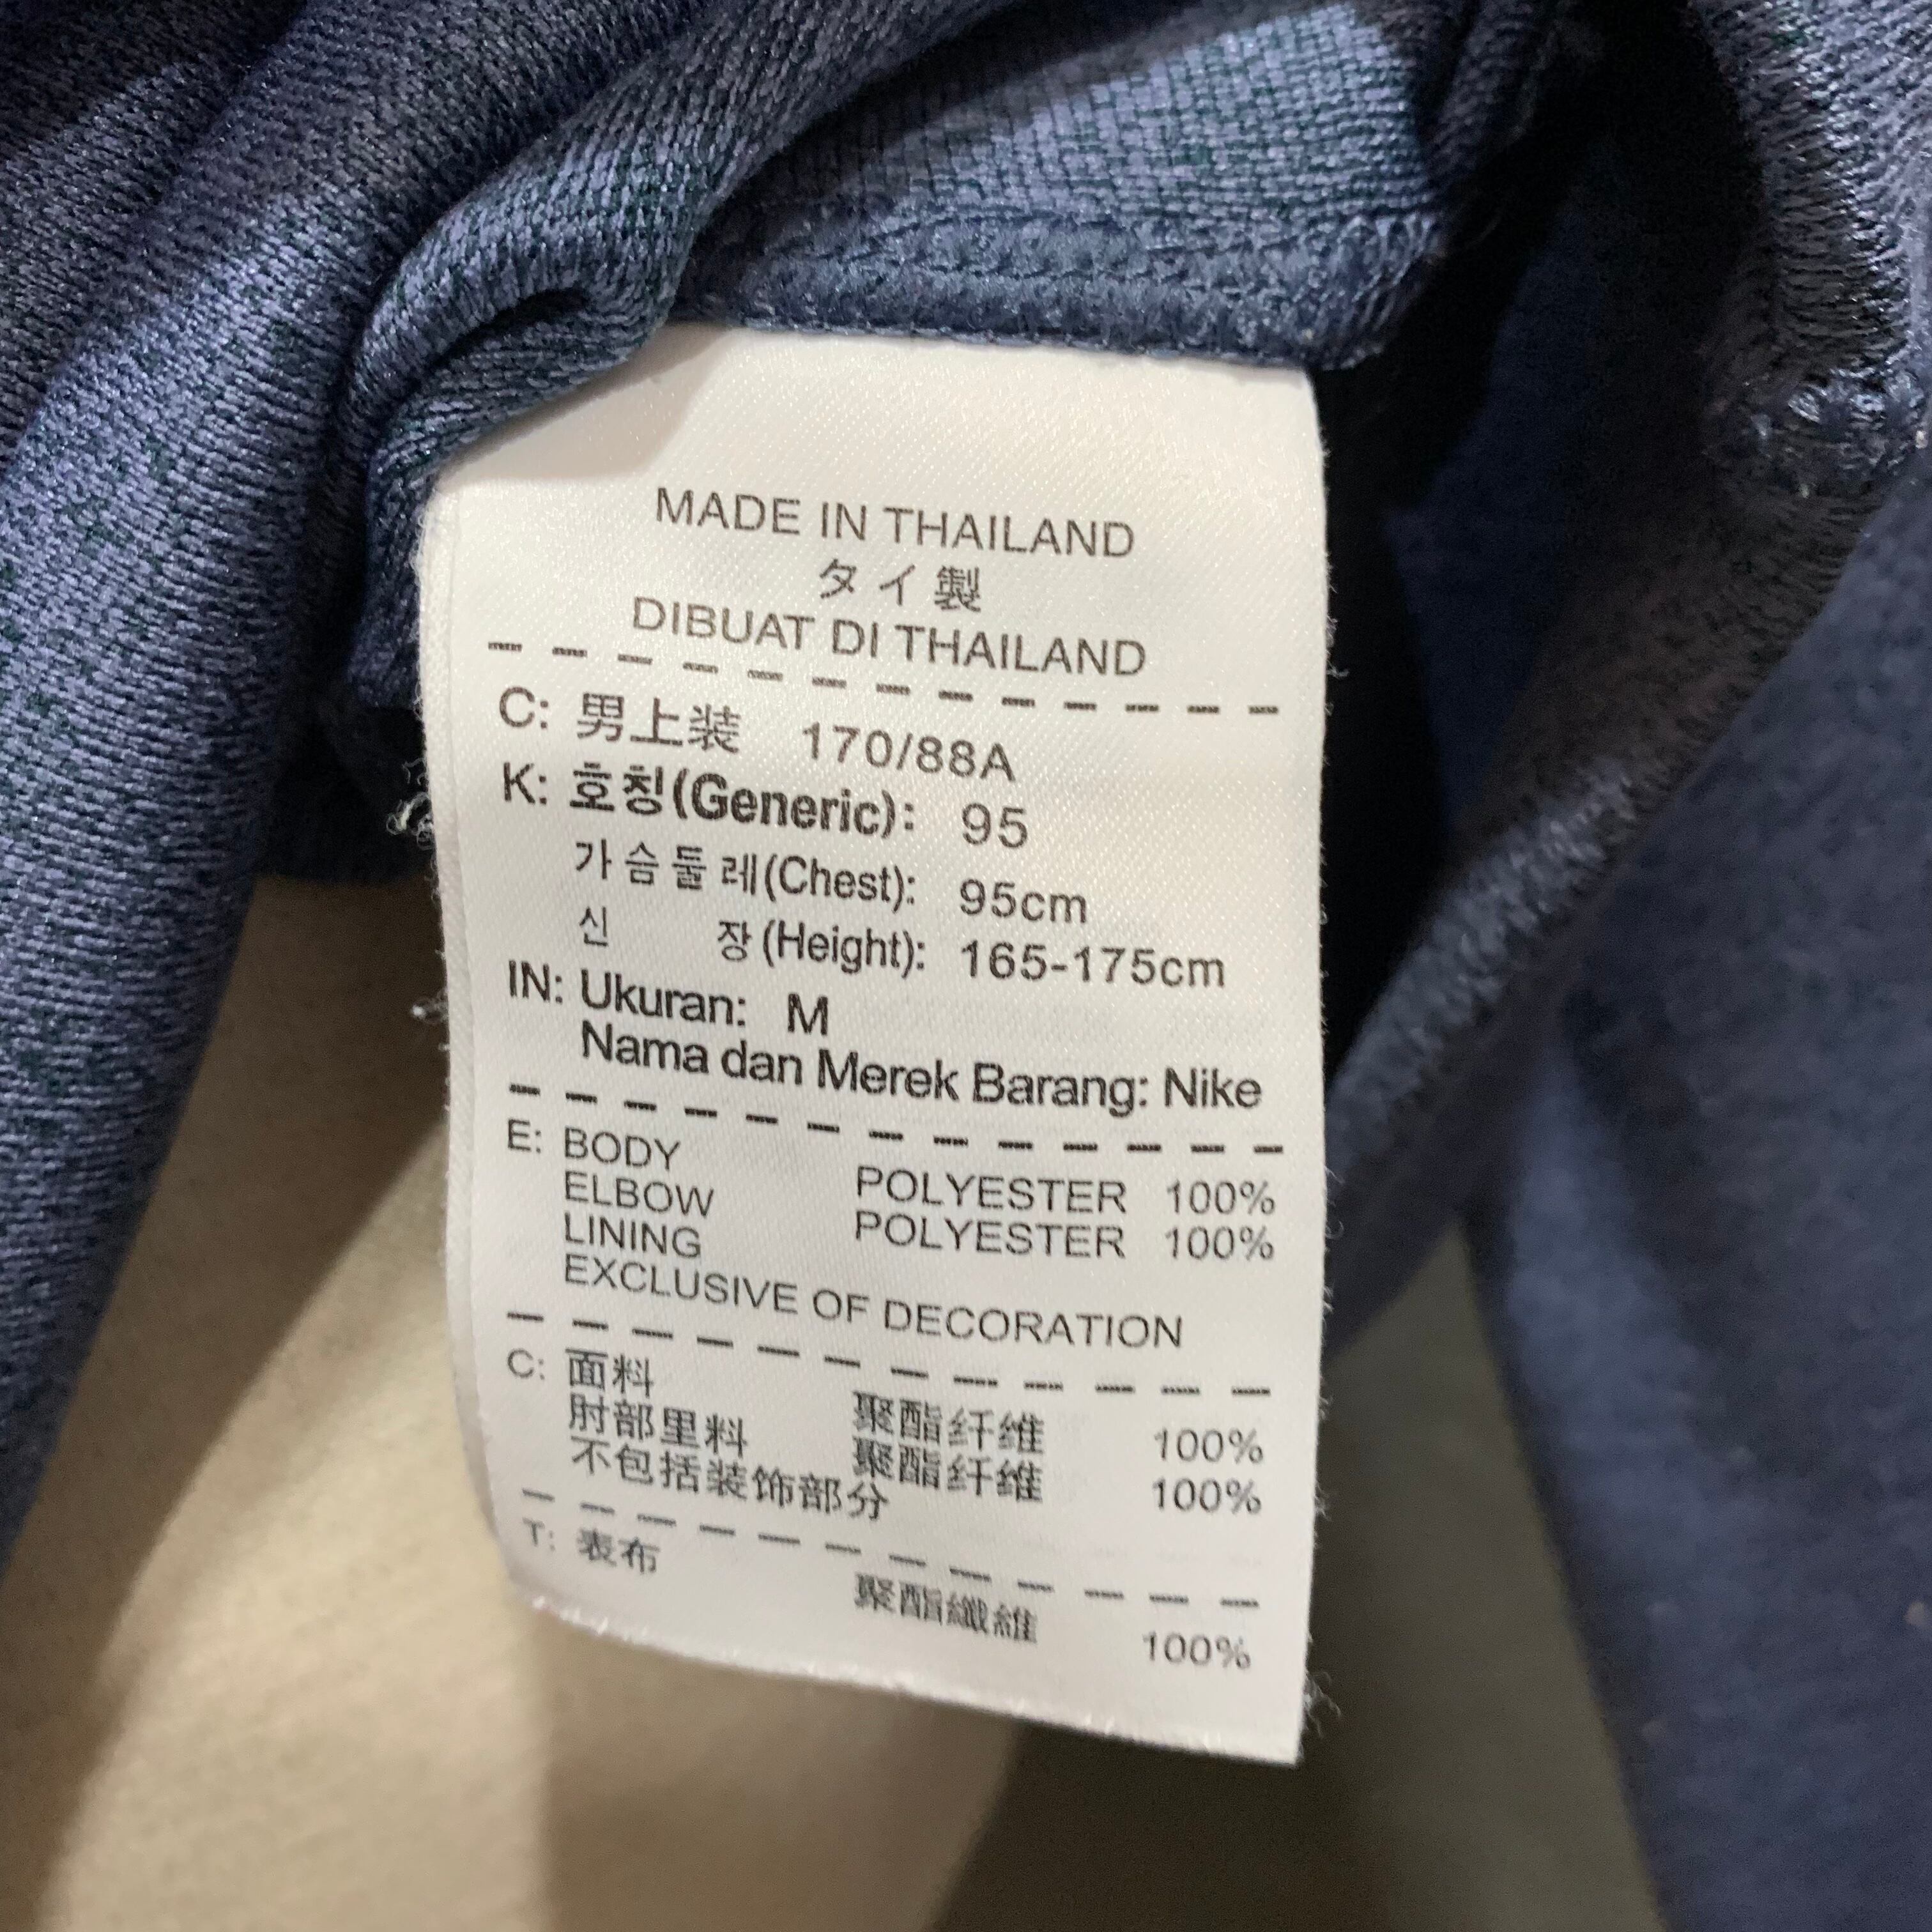 MADE IN THAILAND
タイ製
DIBUAT DI THAILAND
C: 男上装 170/88A
K: 호칭(Generic): 95
가슴둘레(Chest): 95cm
신 장(Height): 165-175cm
IN: Ukuran: M
Nama dan Merek Barang: Nike
E: BODY POLYESTER 100%
ELBOW LINING POLYESTER 100%
EXCLUSIVE OF DECORATION
C: 面料 聚酯纤维 100%
肘部里料 聚酯纤维 100%
不包括装饰部分
T: 表布 聚酯纖維 100%